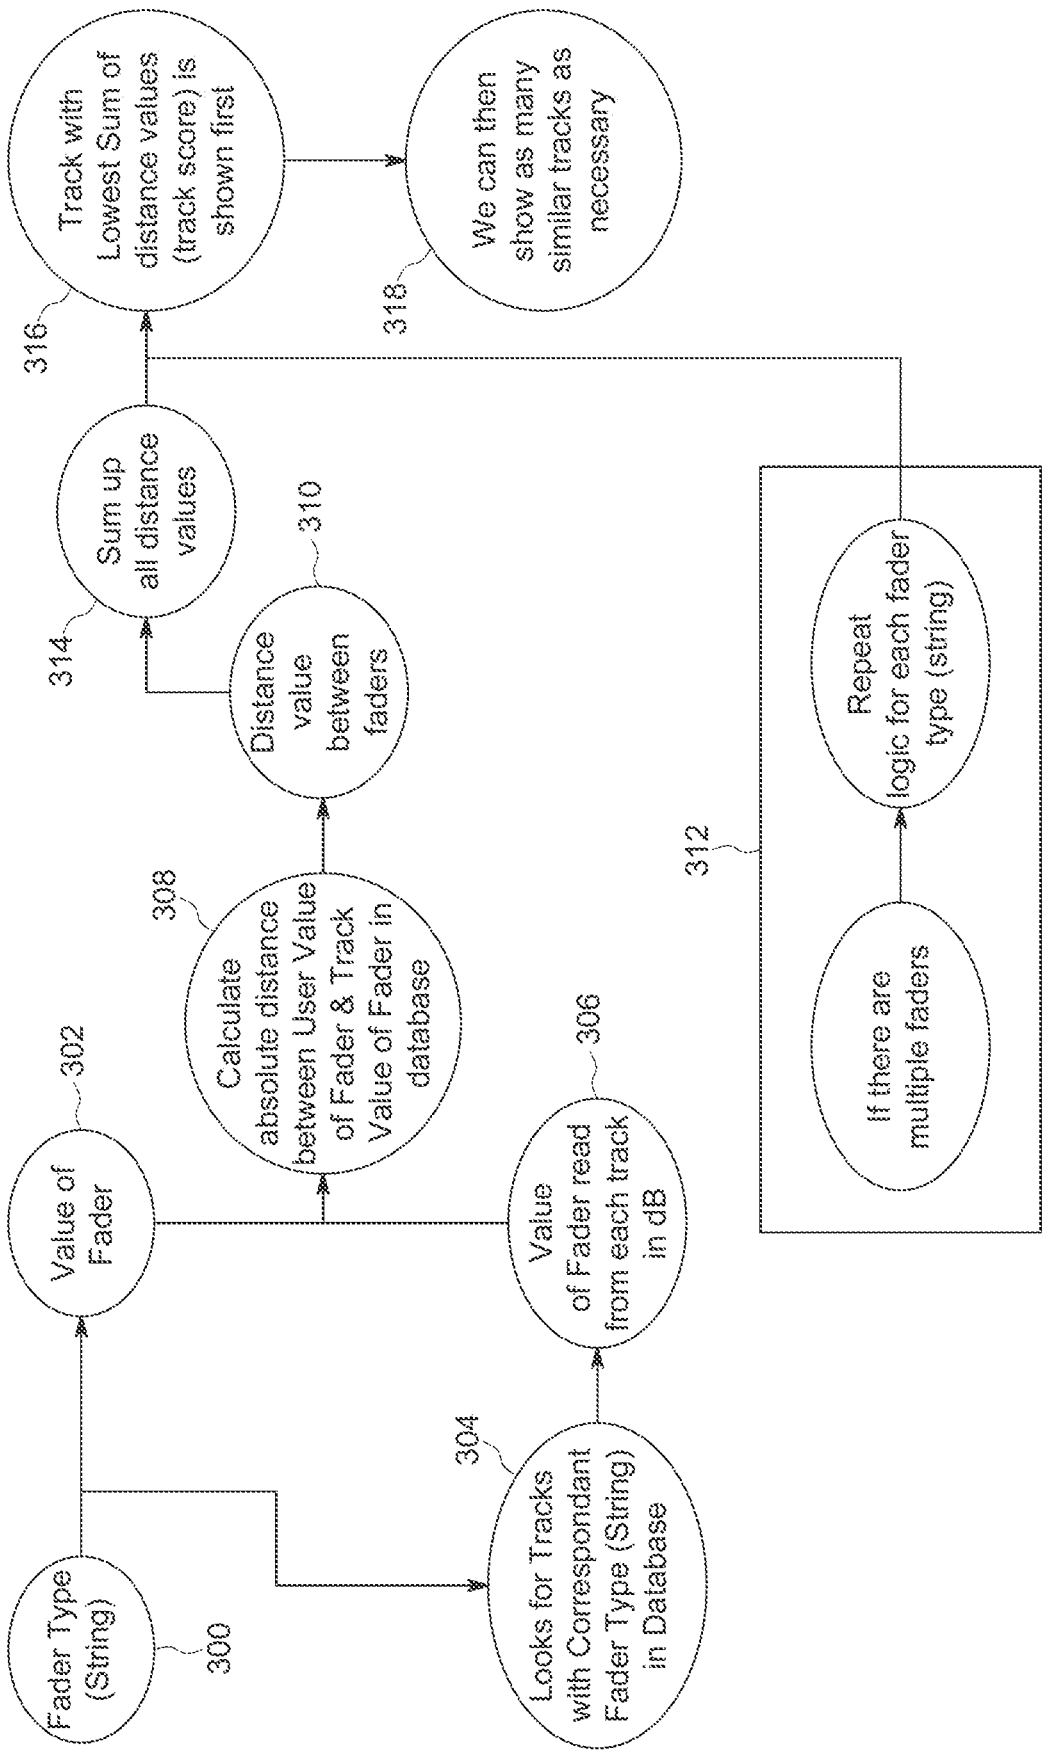 Fader Type
(String)
300
Value of
Fader
302
Looks for Tracks
with Correspondant
Fader Type (String)
in Database
304
Value
of Fader read
from each track
in dB
306
Calculate
absolute distance
between User Value
of Fader & Track
Value of Fader in
database
308
Distance
value
between
faders
310
If there are
multiple faders
Repeat
logic for each fader
type (string)
312
Sum up
all distance
values
314
Track with
Lowest Sum of
distance values
(track score) is
shown first
316
We can then
show as many
similar tracks as
necessary
318